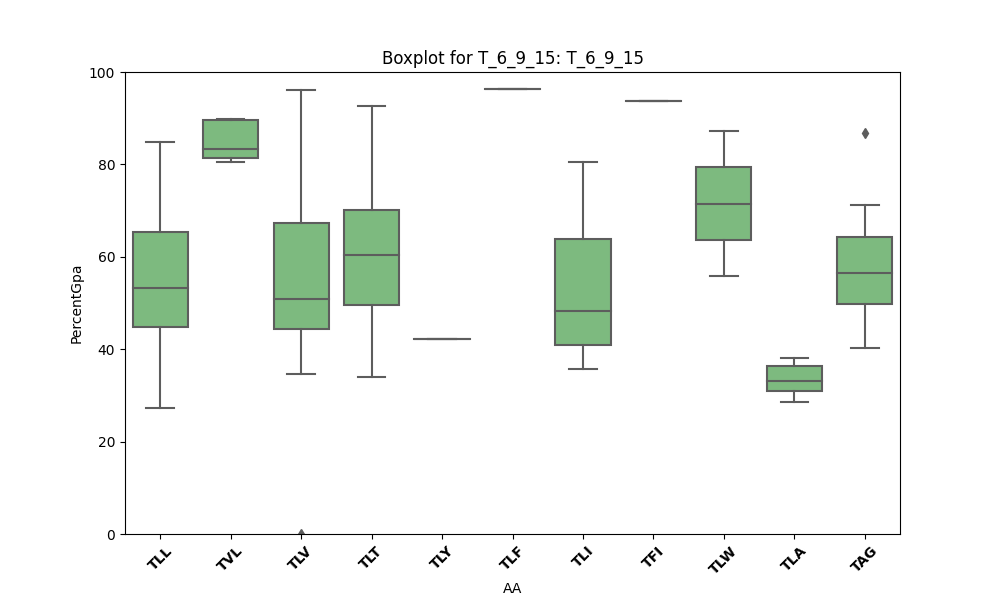 Boxplot for T_6_9_15: T_6_9_15
100
80
60
40
20
0
PercentGpa
TLL
TVL
TLV
TLT
TLY
TLF
TLI
TFI
TLW
TLA
TAG
AA